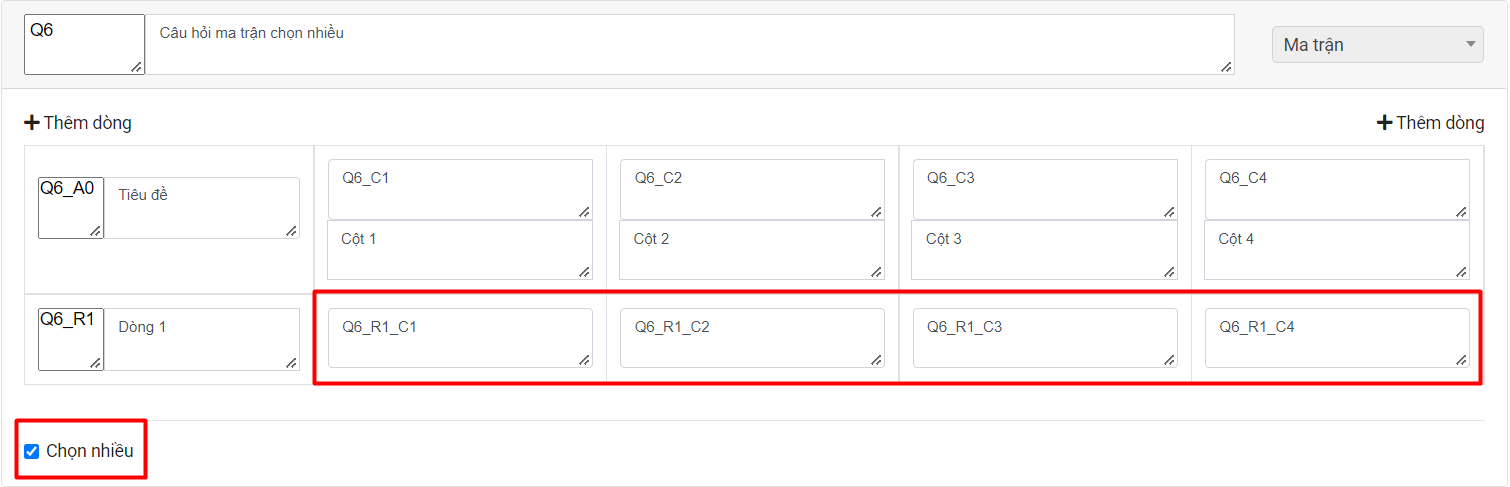 Q6
Câu hỏi ma trận chọn nhiều
Ma trận
Thêm dòng
Thêm dòng
Q6_A0
Tiêu đề
Q6_C1
Q6_C2
Q6_C3
Q6_C4
Cột 1
Cột 2
Cột 3
Cột 4
Q6_R1
Dòng 1
Q6_R1_C1
Q6_R1_C2
Q6_R1_C3
Q6_R1_C4
Chọn nhiều